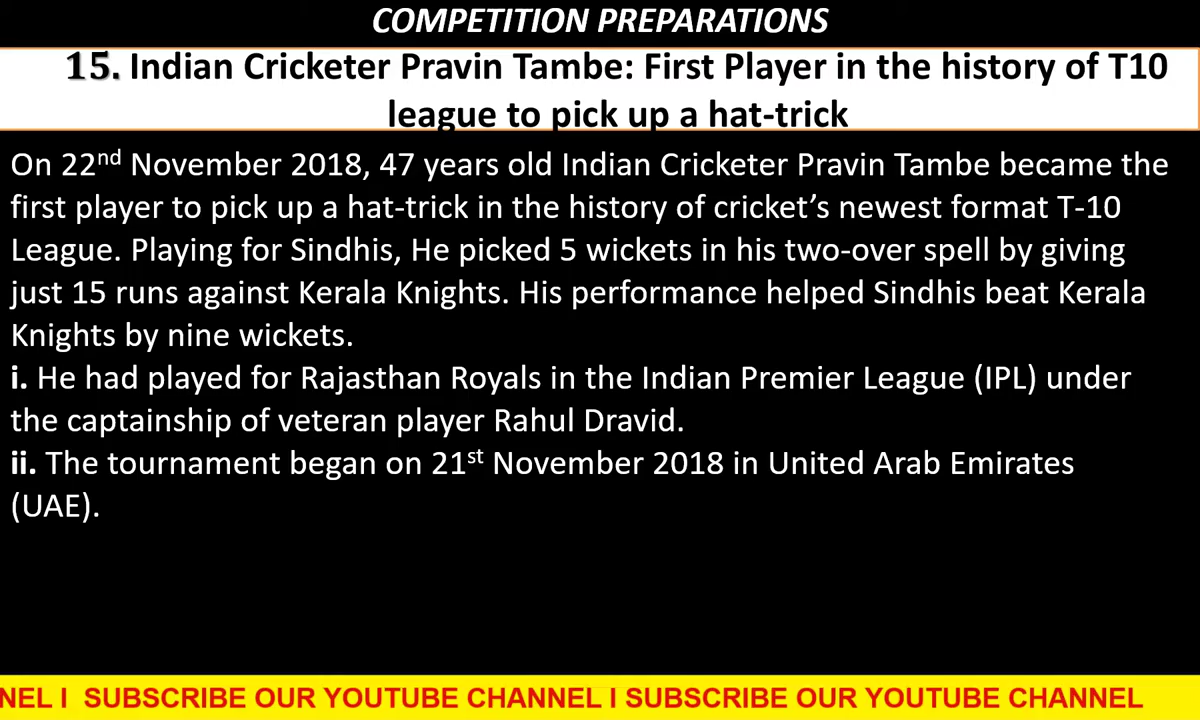 COMPETITION PREPARATIONS
15. Indian Cricketer Pravin Tambe: First Player in the history of T10
league to pick up a hat-trick
On 22nd November 2018, 47 years old Indian Cricketer Pravin Tambe became the
first player to pick up a hat-trick in the history of cricket’s newest format T-10
League. Playing for Sindhis, He picked 5 wickets in his two-over spell by giving
just 15 runs against Kerala Knights. His performance helped Sindhis beat Kerala
Knights by nine wickets.
i. He had played for Rajasthan Royals in the Indian Premier League (IPL) under
the captainship of veteran player Rahul Dravid.
ii. The tournament began on 21st November 2018 in United Arab Emirates
(UAE).
NEL I SUBSCRIBE OUR YOUTUBE CHANNEL I SUBSCRIBE OUR YOUTUBE CHANNEL